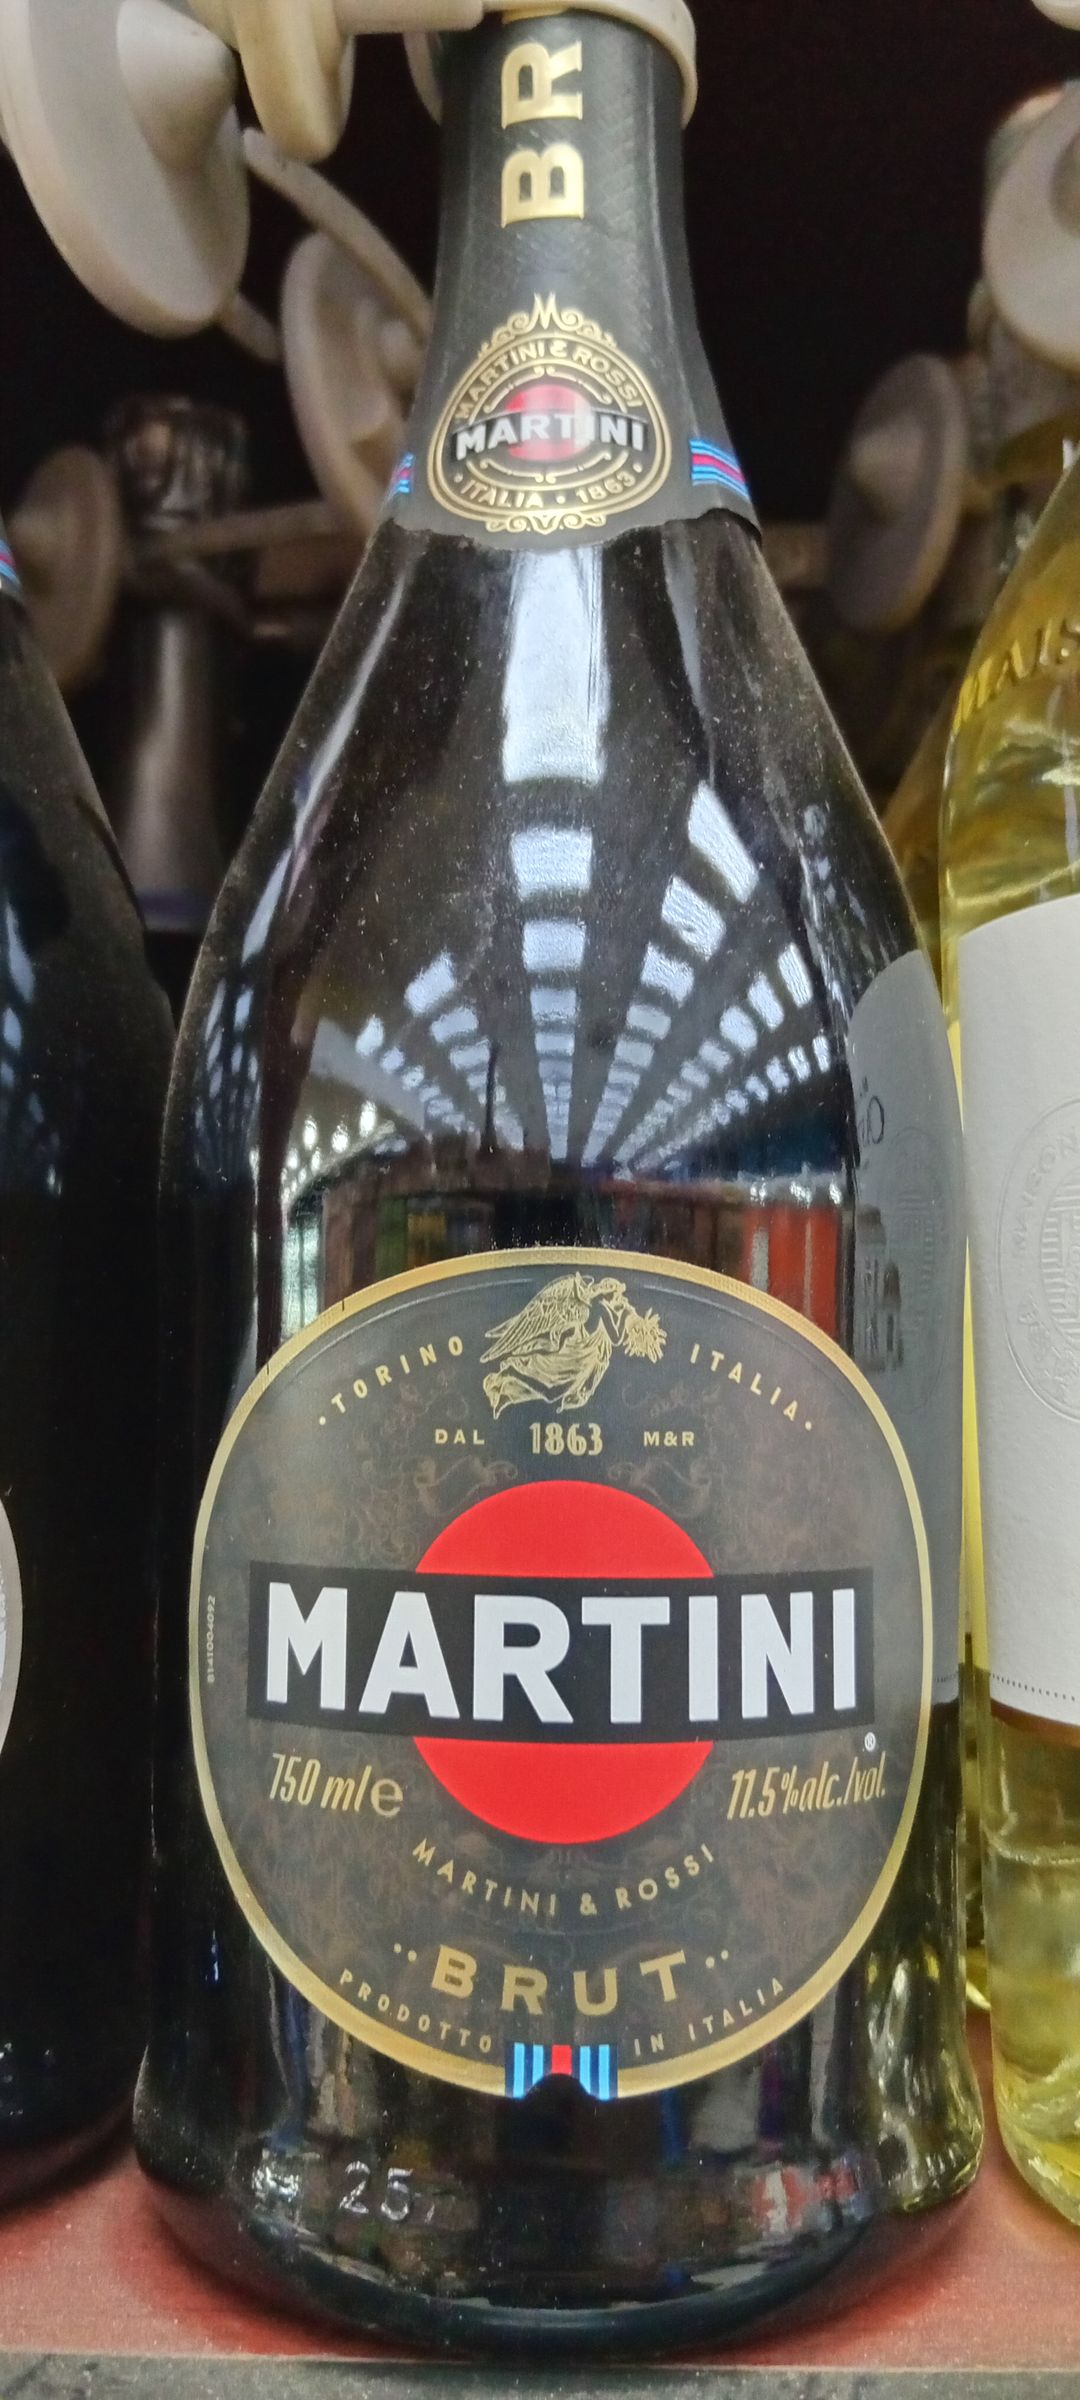 BR
MARTINI & ROSSI
MARTINI
· ITALIA · 1863 ·
· TORINO ITALIA ·
DAL 1863 M&R
MARTINI
®
750 ml e 11.5% alc./vol.
MARTINI & ROSSI
·· BRUT ··
PRODOTTO IN ITALIA
25